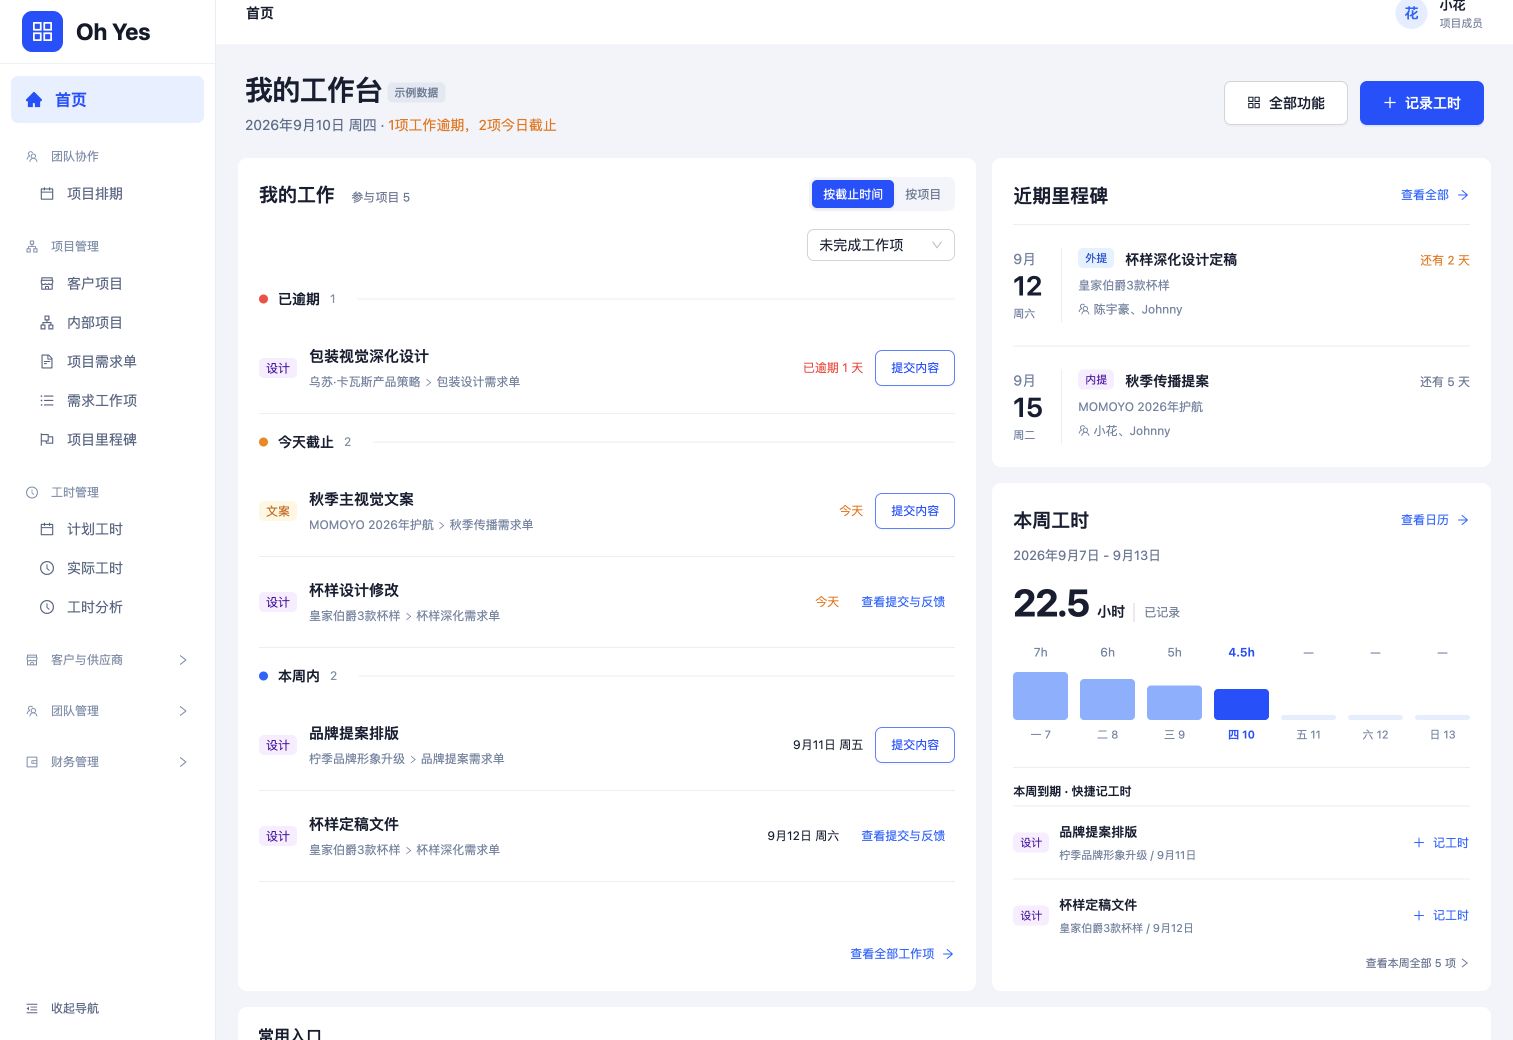 Oh Yes
首页
团队协作
项目排期
项目管理
客户项目
内部项目
项目需求单
需求工作项
项目里程碑
工时管理
计划工时
实际工时
工时分析
客户与供应商
团队管理
财务管理
收起导航
首页
花
小花
项目成员
我的工作台 示例数据
2026年9月10日 周四 · 1项工作逾期，2项今日截止
全部功能
记录工时
我的工作 参与项目 5
按截止时间 按项目
未完成工作项
已逾期 1
设计
包装视觉深化设计
乌苏·卡瓦斯产品策略 > 包装设计需求单
已逾期 1 天
提交内容
今天截止 2
文案
秋季主视觉文案
MOMOYO 2026年护航 > 秋季传播需求单
今天
提交内容
设计
杯样设计修改
皇家伯爵3款杯样 > 杯样深化需求单
今天
查看提交与反馈
本周内 2
设计
品牌提案排版
柠季品牌形象升级 > 品牌提案需求单
9月11日 周五
提交内容
设计
杯样定稿文件
皇家伯爵3款杯样 > 杯样深化需求单
9月12日 周六
查看提交与反馈
查看全部工作项
近期里程碑
查看全部
9月
12
周六
外提 杯样深化设计定稿
皇家伯爵3款杯样
陈宇豪、Johnny
还有 2 天
9月
15
周二
内提 秋季传播提案
MOMOYO 2026年护航
小花、Johnny
还有 5 天
本周工时
查看日历
2026年9月7日 - 9月13日
22.5 小时 已记录
7h 6h 5h 4.5h — — —
一 7 二 8 三 9 四 10 五 11 六 12 日 13
本周到期 · 快捷记工时
设计
品牌提案排版
柠季品牌形象升级 / 9月11日
记工时
设计
杯样定稿文件
皇家伯爵3款杯样 / 9月12日
记工时
查看本周全部 5 项
常用入口